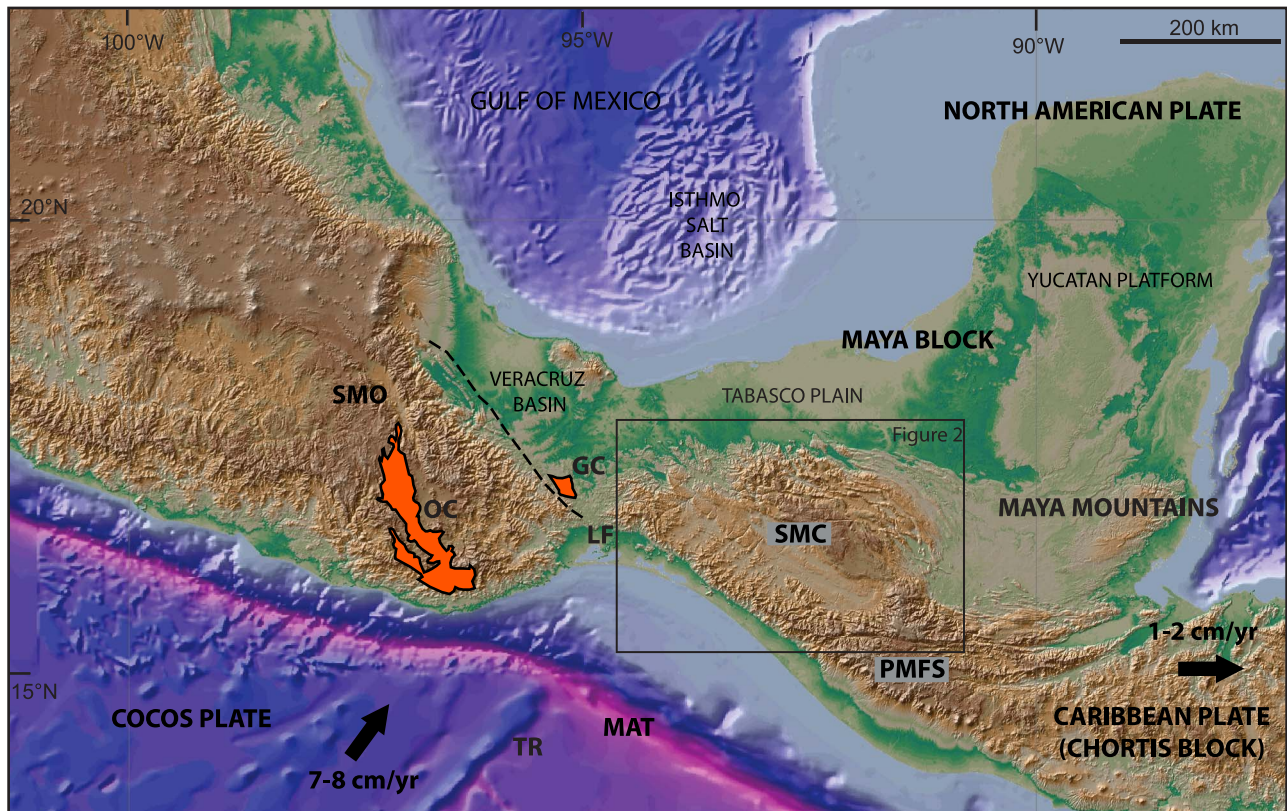 100°W
95°W
90°W
200 km
GULF OF MEXICO
NORTH AMERICAN PLATE
20°N
ISTHMO
SALT
BASIN
YUCATAN PLATFORM
MAYA BLOCK
VERACRUZ
BASIN
SMO
TABASCO PLAIN
Figure 2
GC
OC
MAYA MOUNTAINS
LF
SMC
1-2 cm/yr
15°N
PMFS
COCOS PLATE
MAT
CARIBBEAN PLATE
(CHORTIS BLOCK)
TR
7-8 cm/yr